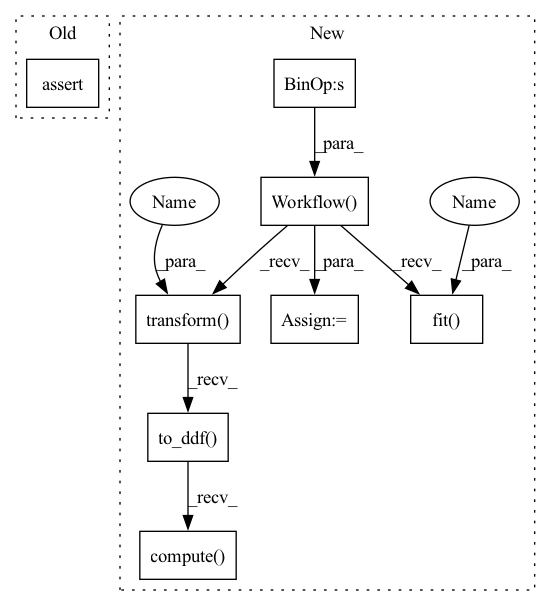 Old
New
assert
BinOp:s
_para_
Name
Workflow()
Name
_para_
_recv_
_para_
_recv_
_para_
transform()
Assign:=
fit()
_recv_
to_ddf()
_recv_
compute()